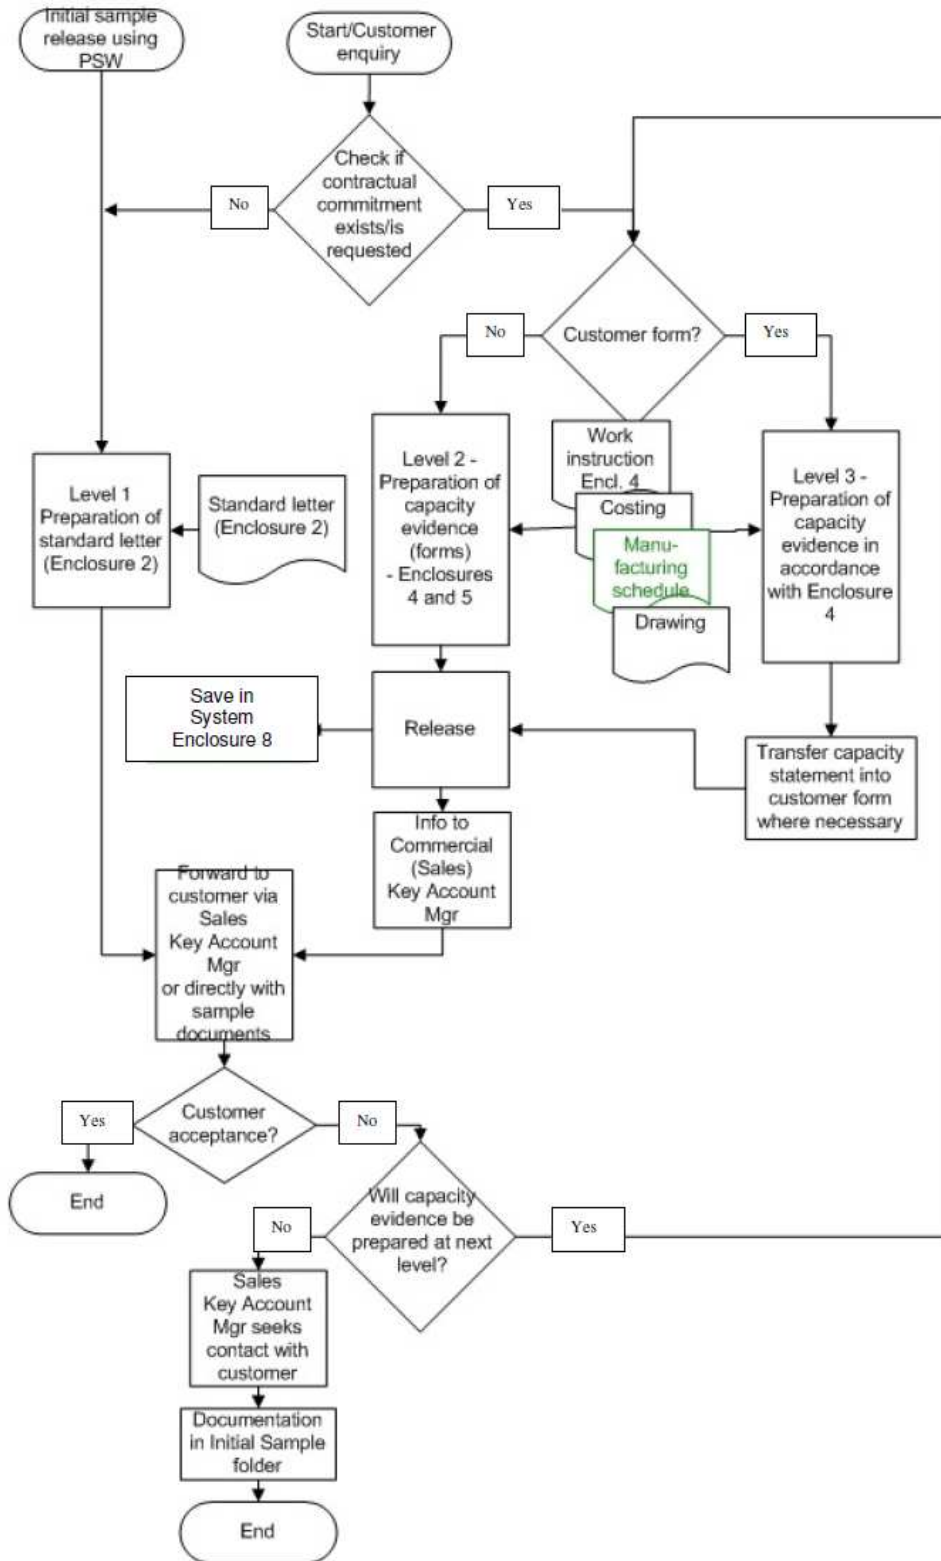 Initial sample
release using
PSW
Start/Customer
enquiry
Check if
contractual
commitment
exists/is
requested
No
Yes
Customer form?
No
Yes
Level 1
Preparation of
standard letter
(Enclosure 2)
Standard letter
(Enclosure 2)
Level 2 -
Preparation of
capacity
evidence
(forms)
- Enclosures
4 and 5
Work
instruction
Encl. 4
Costing
Manu-
facturing
schedule
Drawing
Level 3 -
Preparation of
capacity
evidence in
accordance
with Enclosure
4
Save in
System
Enclosure 8
Release
Transfer capacity
statement into
customer form
where necessary
Info to
Commercial
(Sales)
Key Account
Mgr
Forward to
customer via
Sales
Key Account
Mgr
or directly with
sample
documents
Customer
acceptance?
Yes
No
End
Will capacity
evidence be
prepared at next
level?
No
Yes
Sales
Key Account
Mgr seeks
contact with
customer
Documentation
in Initial Sample
folder
End